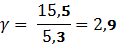 γ = 15,5 / 5,3 = 2,9